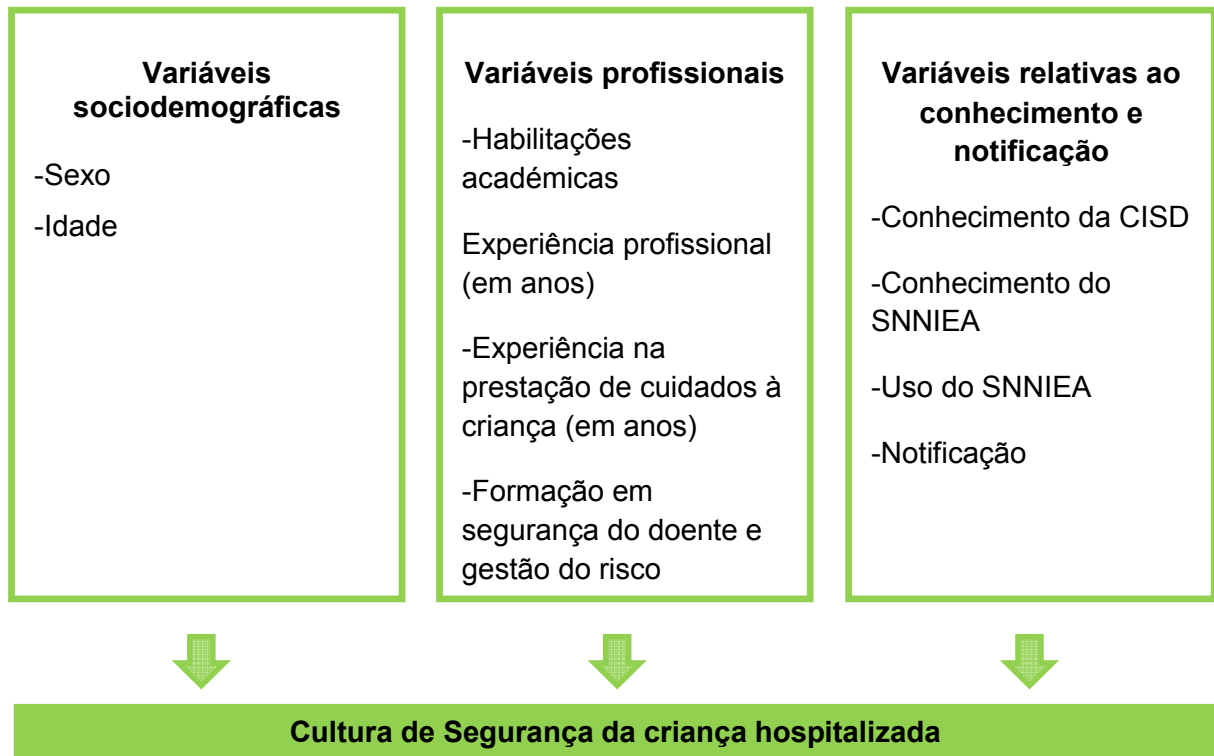 Variáveis
sociodemográficas
-Sexo
-Idade
Variáveis profissionais
-Habilitações
académicas
Experiência profissional
(em anos)
-Experiência na
prestação de cuidados à
criança (em anos)
-Formação em
segurança do doente e
gestão do risco
Variáveis relativas ao
conhecimento e
notificação
-Conhecimento da CISD
-Conhecimento do
SNNIEA
-Uso do SNNIEA
-Notificação
Cultura de Segurança da criança hospitalizada